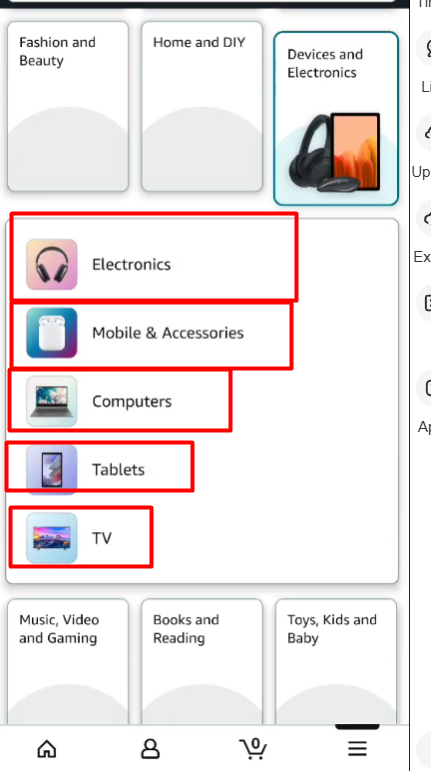 Fashion and
Beauty
Home and DIY
Devices and
Electronics
Electronics
Mobile & Accessories
Computers
Tablets
TV
Music, Video
and Gaming
Books and
Reading
Toys, Kids and
Baby
0